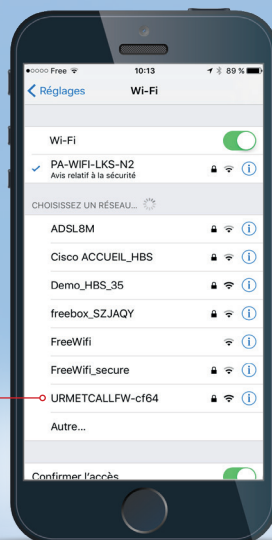 ●○○○○ Free 10:13 89 %
Réglages Wi-Fi
Wi-Fi
PA-WIFI-LKS-N2
Avis relatif à la sécurité
CHOISISSEZ UN RÉSEAU...
ADSL8M
Cisco ACCUEIL_HBS
Demo_HBS_35
freebox_SZJAQY
FreeWifi
FreeWifi_secure
URMETCALLFW-cf64
Autre...
Confirmer l'accès